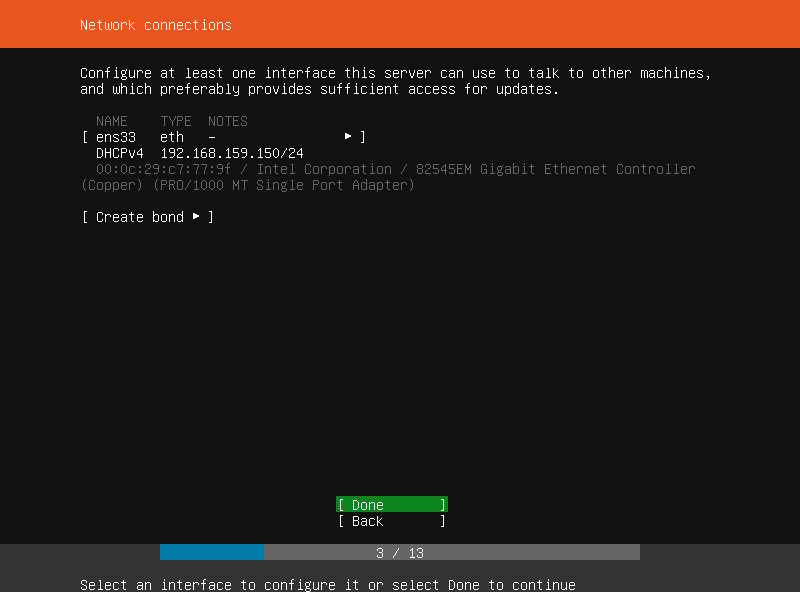 Network connections
Configure at least one interface this server can use to talk to other machines,
and which preferably provides sufficient access for updates.
NAME TYPE NOTES
[ ens33 eth - ▸ ]
DHCPv4 192.168.159.150/24
00:0c:29:c7:77:9f / Intel Corporation / 82545EM Gigabit Ethernet Controller
(Copper) (PRO/1000 MT Single Port Adapter)
[ Create bond ▸ ]
[ Done ]
[ Back ]
3 / 13
Select an interface to configure it or select Done to continue